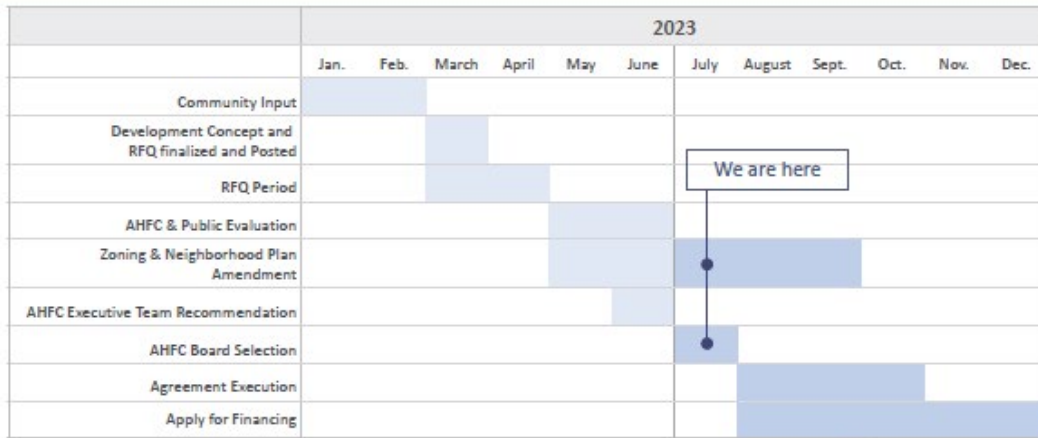 2023
Jan. Feb. March April May June July August Sept. Oct. Nov. Dec.
Community Input
Development Concept and
RFQ finalized and Posted
We are here
RFQ Period
AHFC & Public Evaluation
Zoning & Neighborhood Plan
Amendment
AHFC Executive Team Recommendation
AHFC Board Selection
Agreement Execution
Apply for Financing